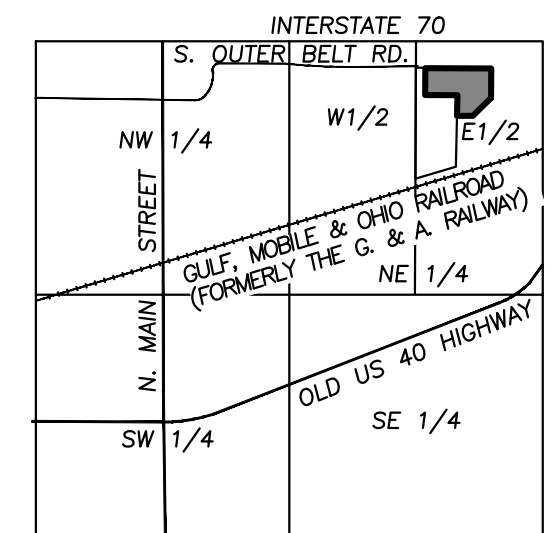 INTERSTATE 70
S. OUTER BELT RD.
W1/2
E1/2
NW 1/4
N. MAIN STREET
GULF, MOBILE & OHIO RAILROAD
(FORMERLY THE G. & A. RAILWAY)
NE 1/4
OLD US 40 HIGHWAY
SW 1/4
SE 1/4